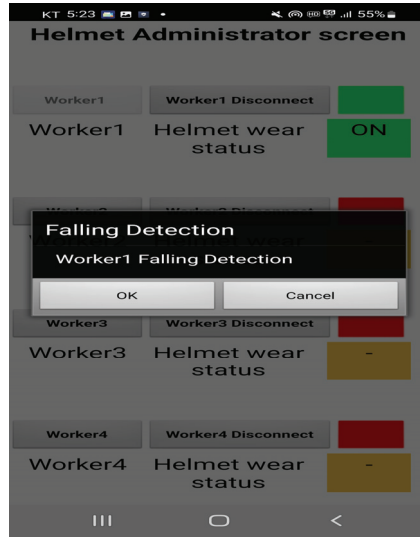 KT 5:23 55%
Helmet Administrator screen
Worker1 Worker1 Disconnect
Worker1 Helmet wear status ON
Falling Detection
Worker1 Falling Detection
OK Cancel
Worker3 Worker3 Disconnect
Worker3 Helmet wear status -
Worker4 Worker4 Disconnect
Worker4 Helmet wear status -